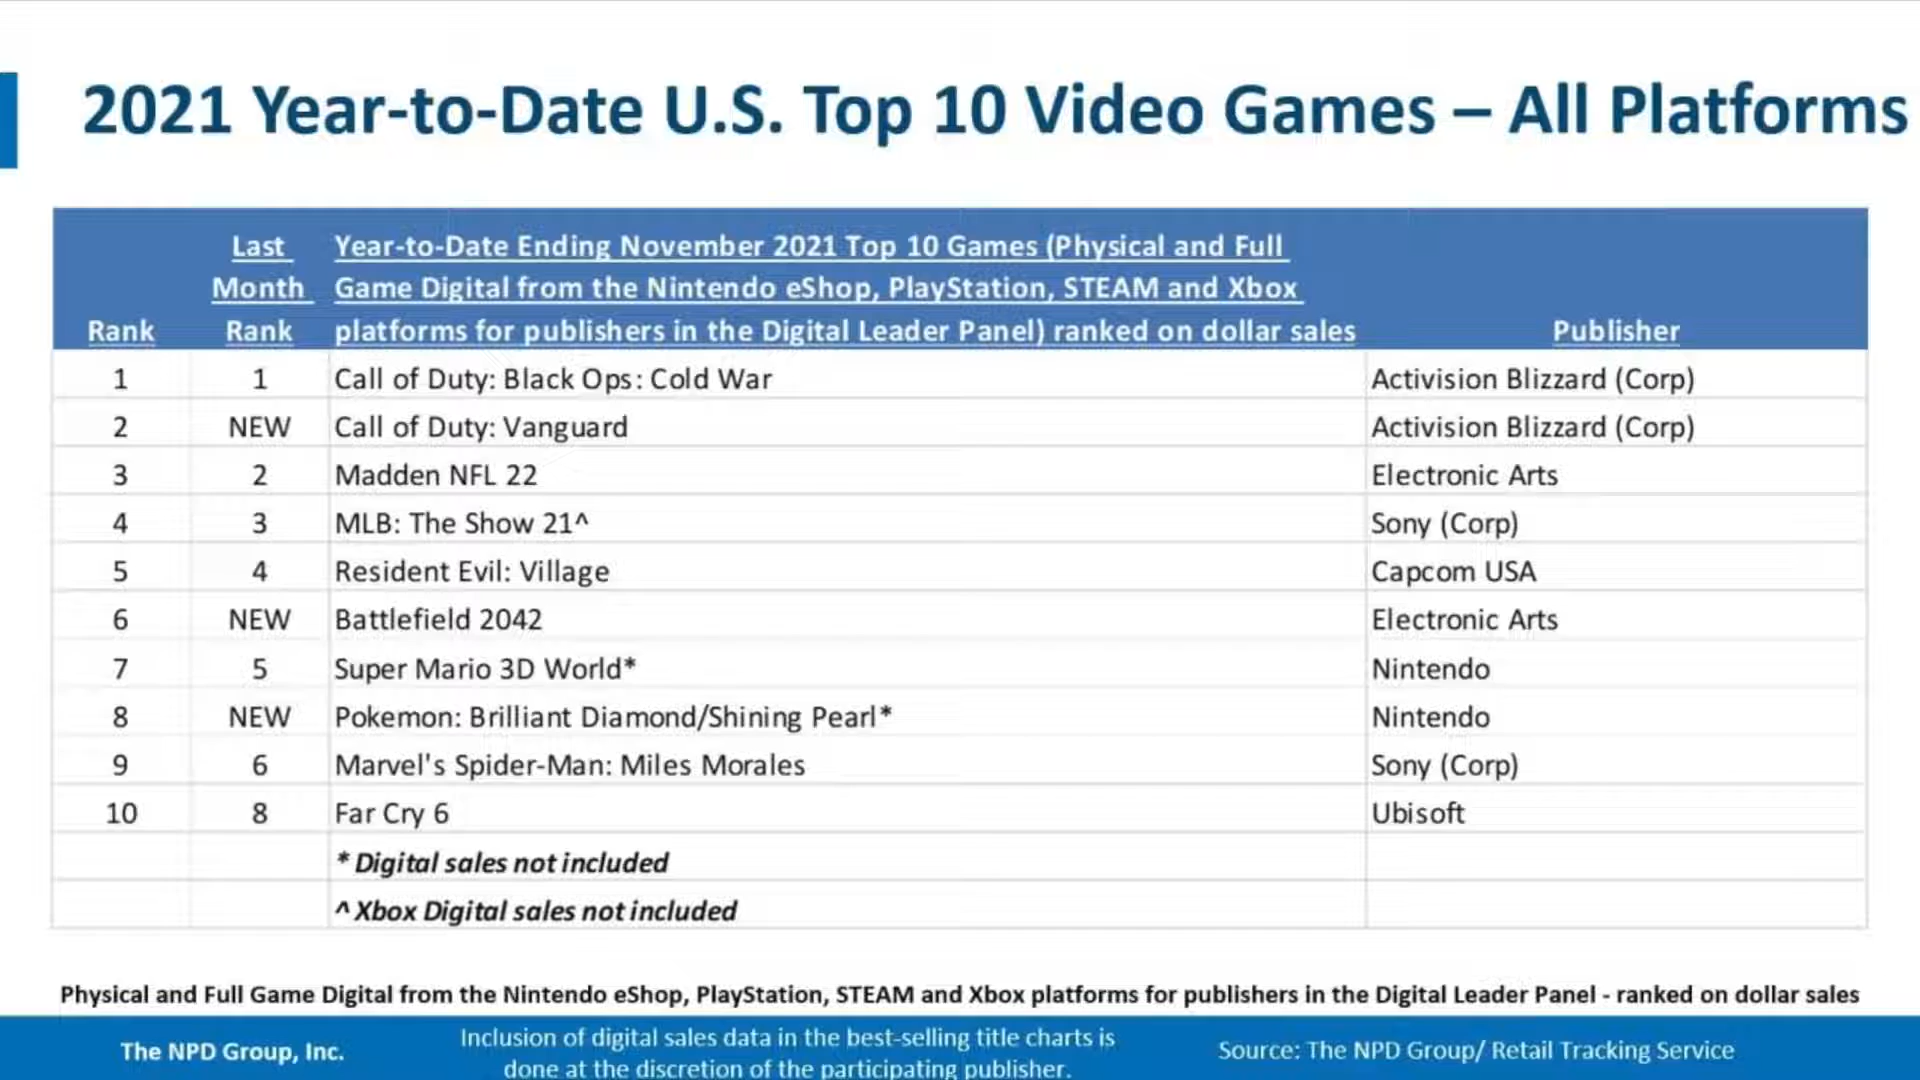 2021 Year-to-Date U.S. Top 10 Video Games – All Platforms
Rank Last Month Rank Year-to-Date Ending November 2021 Top 10 Games (Physical and Full Game Digital from the Nintendo eShop, PlayStation, STEAM and Xbox platforms for publishers in the Digital Leader Panel) ranked on dollar sales Publisher
1 1 Call of Duty: Black Ops: Cold War Activision Blizzard (Corp)
2 NEW Call of Duty: Vanguard Activision Blizzard (Corp)
3 2 Madden NFL 22 Electronic Arts
4 3 MLB: The Show 21^ Sony (Corp)
5 4 Resident Evil: Village Capcom USA
6 NEW Battlefield 2042 Electronic Arts
7 5 Super Mario 3D World* Nintendo
8 NEW Pokemon: Brilliant Diamond/Shining Pearl* Nintendo
9 6 Marvel's Spider-Man: Miles Morales Sony (Corp)
10 8 Far Cry 6 Ubisoft
* Digital sales not included
^ Xbox Digital sales not included
Physical and Full Game Digital from the Nintendo eShop, PlayStation, STEAM and Xbox platforms for publishers in the Digital Leader Panel - ranked on dollar sales
The NPD Group, Inc.
Inclusion of digital sales data in the best-selling title charts is
done at the discretion of the participating publisher.
Source: The NPD Group/ Retail Tracking Service